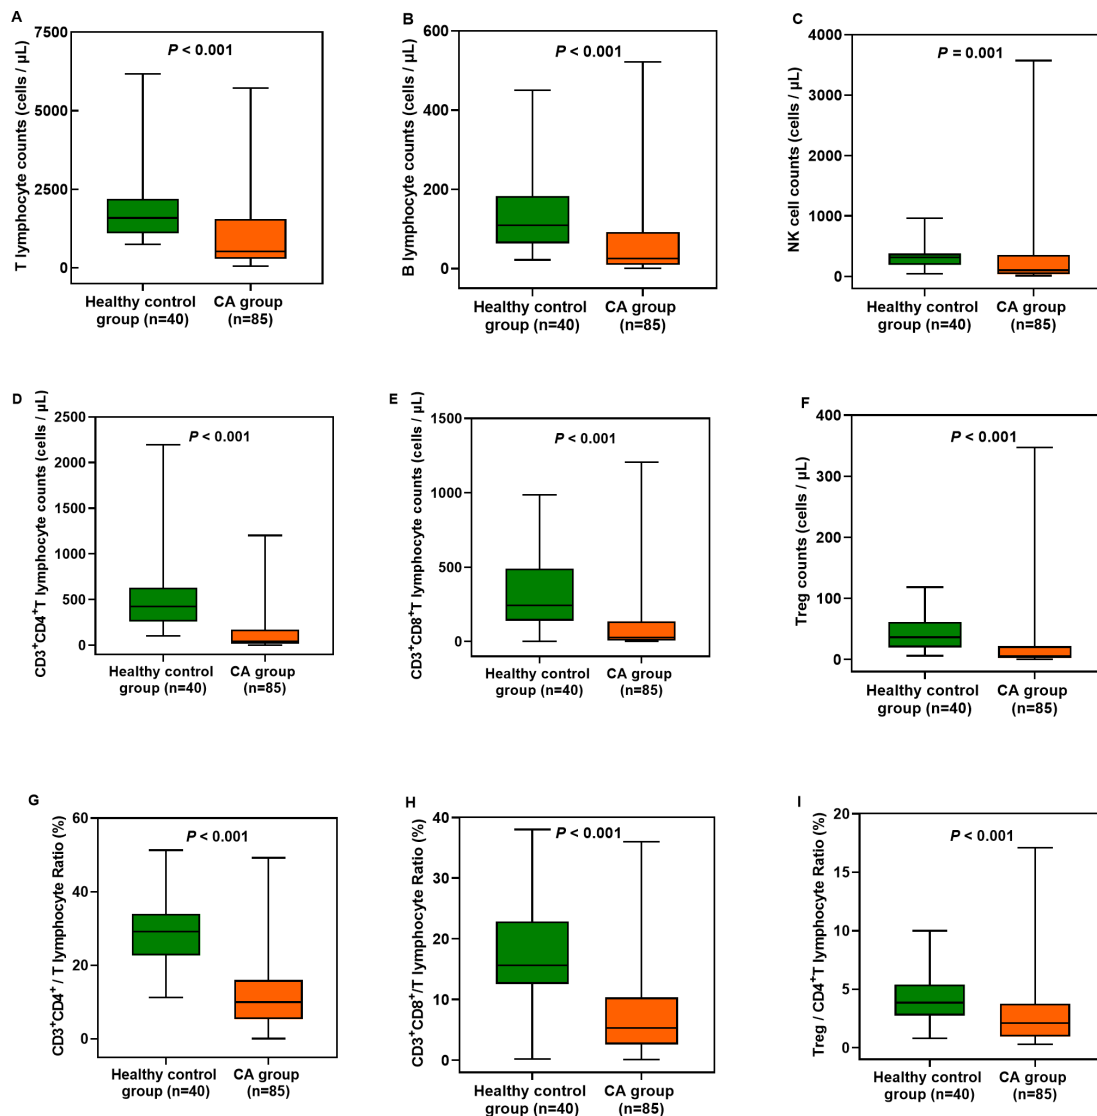 A
T lymphocyte counts (cells / μL)
7500
5000
2500
0
P < 0.001
Healthy control
group (n=40)
CA group
(n=85)
B
B lymphocyte counts (cells / μL)
600
400
200
0
P < 0.001
Healthy control
group (n=40)
CA group
(n=85)
C
NK cell counts (cells / μL)
4000
3000
2000
1000
0
P = 0.001
Healthy control
group (n=40)
CA group
(n=85)
D
CD3⁺CD4⁺T lymphocyte counts (cells / μL)
2500
2000
1500
1000
500
0
P < 0.001
Healthy control
group (n=40)
CA group
(n=85)
E
CD3⁺CD8⁺T lymphocyte counts (cells / μL)
1500
1000
500
0
P < 0.001
Healthy control
group (n=40)
CA group
(n=85)
F
Treg counts (cells / μL)
400
300
200
100
0
P < 0.001
Healthy control
group (n=40)
CA group
(n=85)
G
CD3⁺CD4⁺ / T lymphocyte Ratio (%)
60
40
20
0
P < 0.001
Healthy control
group (n=40)
CA group
(n=85)
H
CD3⁺CD8⁺/T lymphocyte Ratio (%)
40
30
20
10
0
P < 0.001
Healthy control
group (n=40)
CA group
(n=85)
I
Treg / CD4⁺T lymphocyte Ratio (%)
20
15
10
5
0
P < 0.001
Healthy control
group (n=40)
CA group
(n=85)